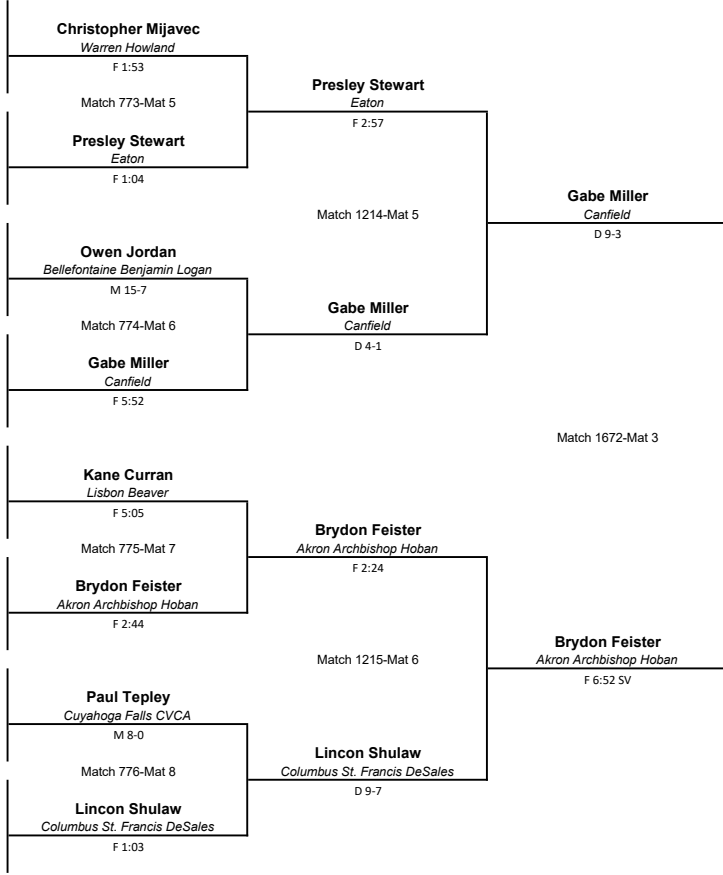 Christopher Mijavec
Warren Howland
F 1:53
Match 773-Mat 5
Presley Stewart
Eaton
F 1:04
Presley Stewart
Eaton
F 2:57
Match 1214-Mat 5
Owen Jordan
Bellefontaine Benjamin Logan
M 15-7
Match 774-Mat 6
Gabe Miller
Canfield
F 5:52
Gabe Miller
Canfield
D 4-1
Gabe Miller
Canfield
D 9-3
Match 1672-Mat 3
Kane Curran
Lisbon Beaver
F 5:05
Match 775-Mat 7
Brydon Feister
Akron Archbishop Hoban
F 2:44
Brydon Feister
Akron Archbishop Hoban
F 2:24
Match 1215-Mat 6
Paul Tepley
Cuyahoga Falls CVCA
M 8-0
Match 776-Mat 8
Lincon Shulaw
Columbus St. Francis DeSales
F 1:03
Lincon Shulaw
Columbus St. Francis DeSales
D 9-7
Brydon Feister
Akron Archbishop Hoban
F 6:52 SV